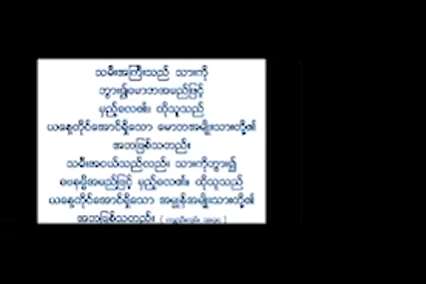 သမီးအကြီးသည် သားကို
ဘွား၍မောဘအမည်ဖြင့်
မှည့်လေ၏။ ထိုသူသည်
ယနေ့တိုင်အောင်ရှိသော မောဘအမျိုးသားတို့၏
အဘဖြစ်သတည်း။
သမီးအငယ်သည်လည်း သားကိုဘွား၍
ဗေနမ္မိအမည်ဖြင့် မှည့်လေ၏။ ထိုသူသည်
ယနေ့တိုင်အောင်ရှိသော အမ္မုန်အမျိုးသားတို့၏
အဘဖြစ်သတည်း။